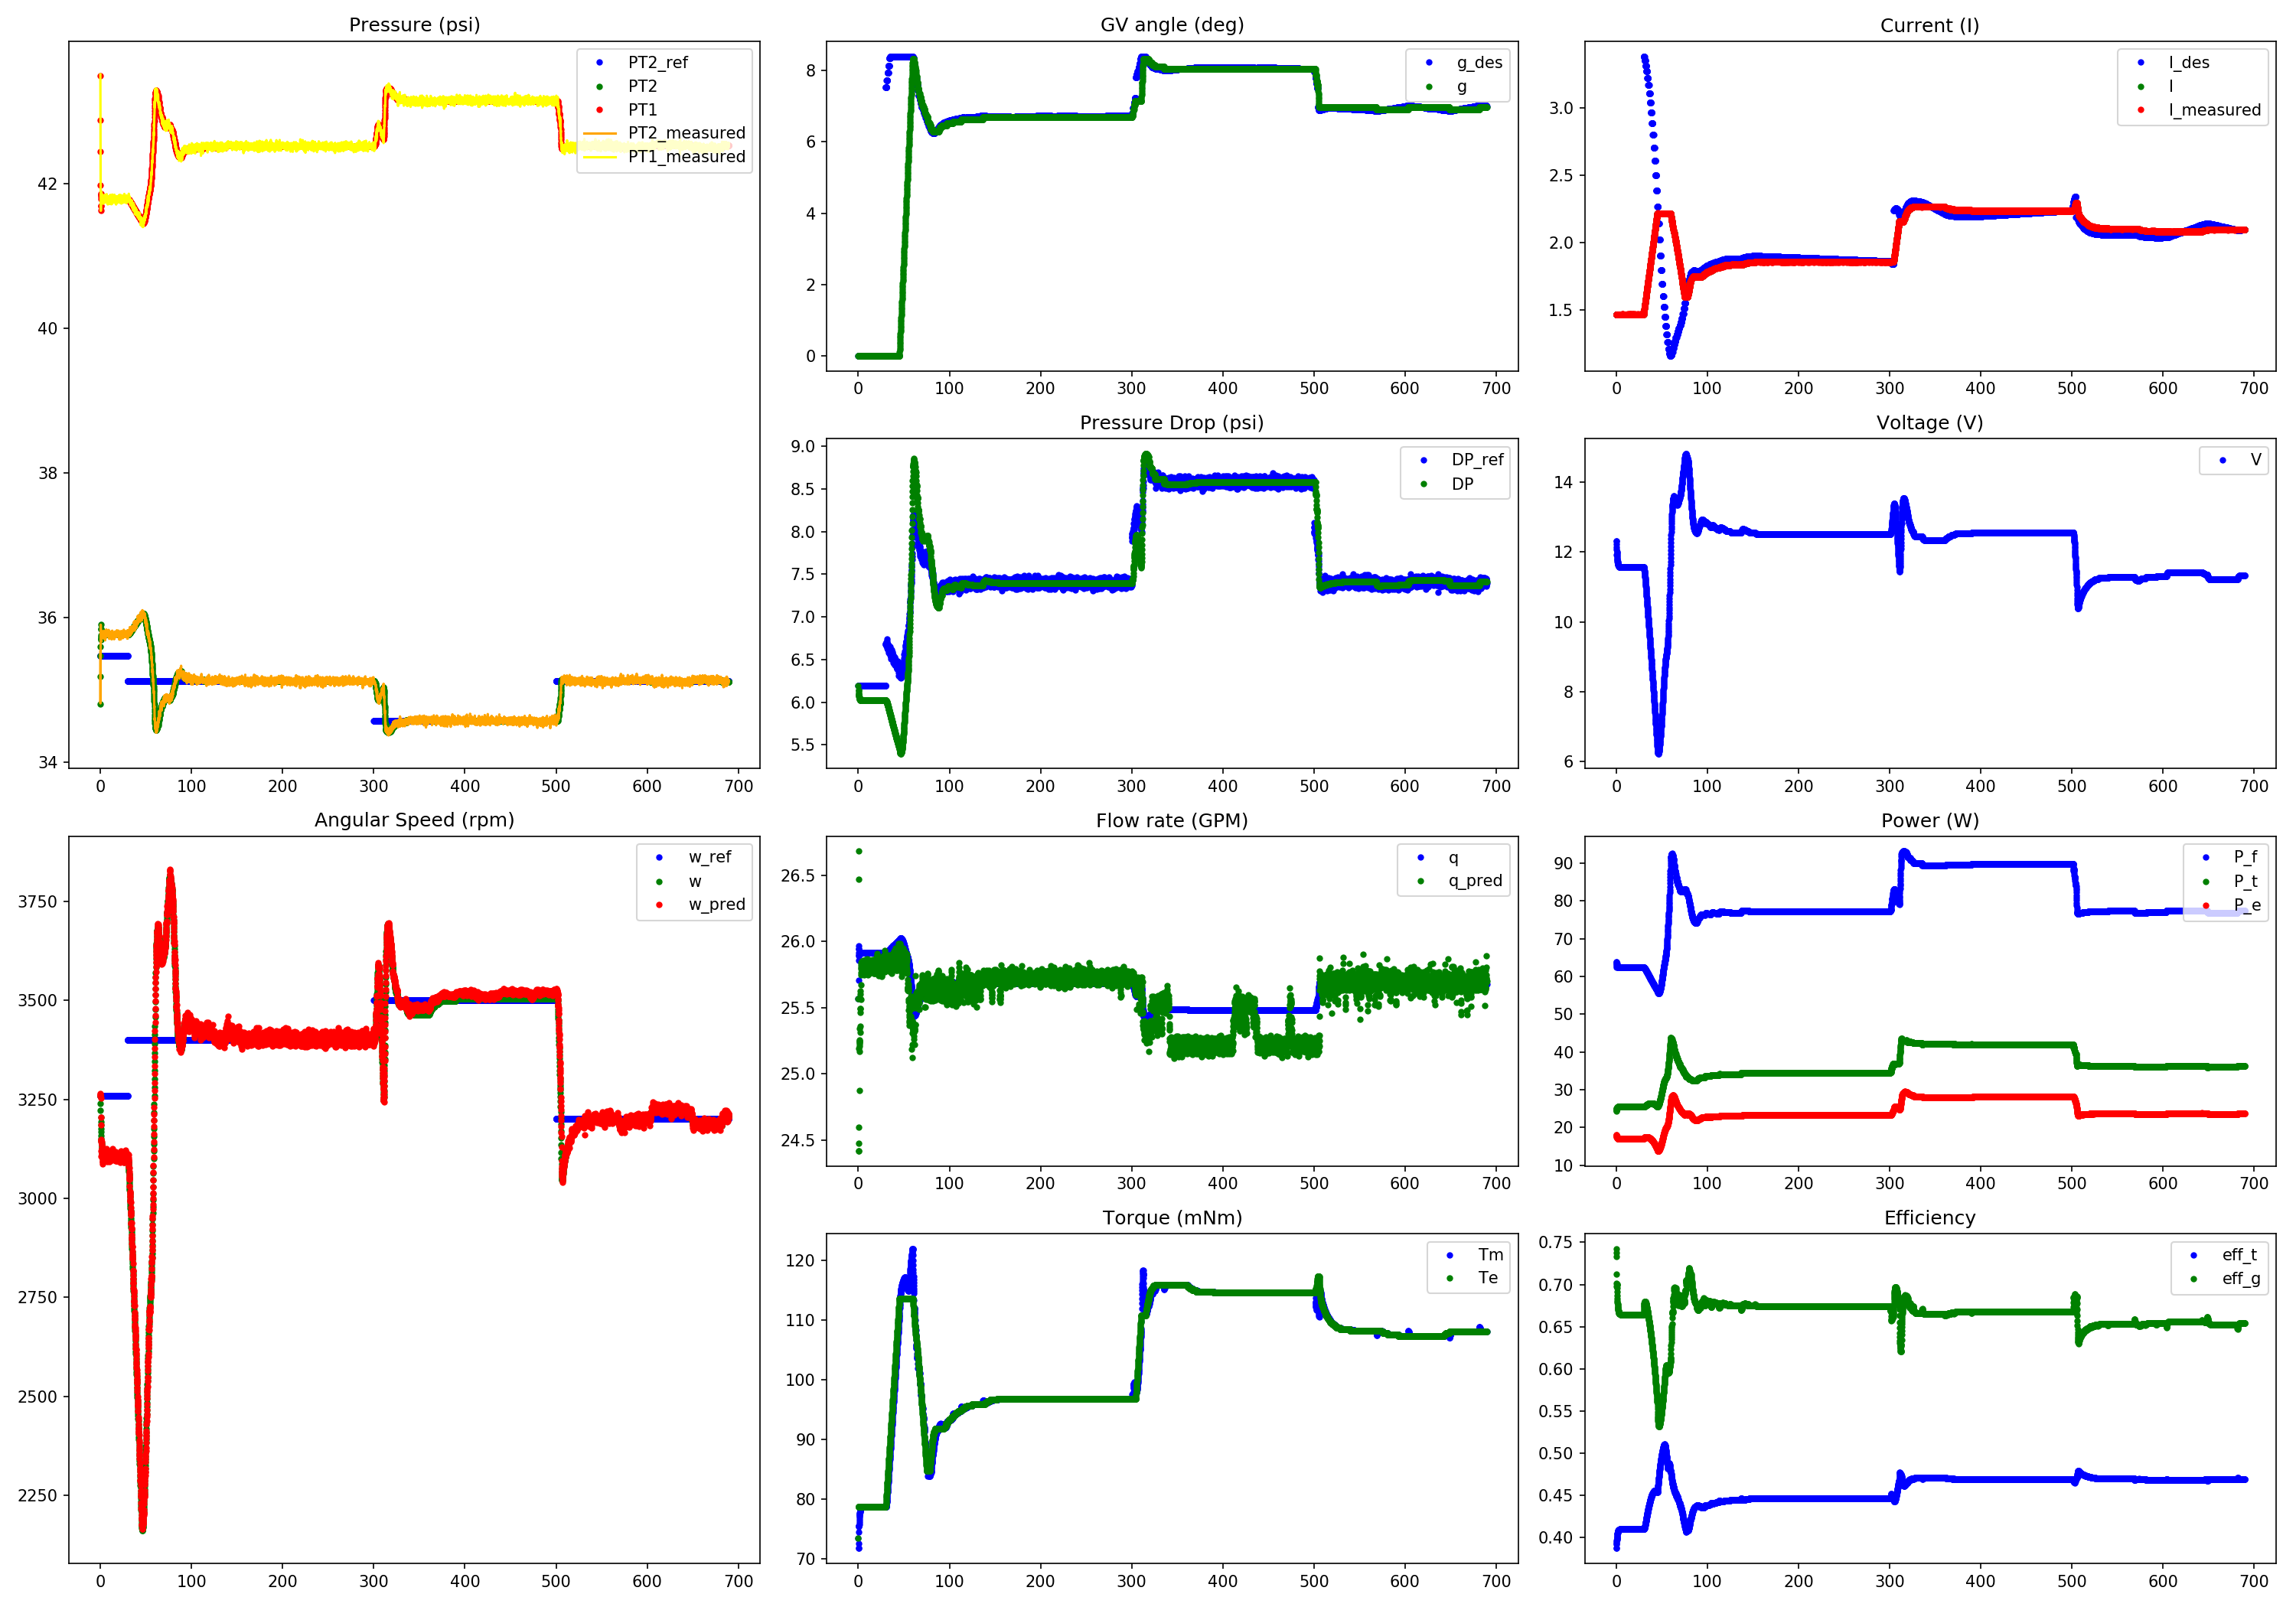 Pressure (psi)
PT2_ref
PT2
PT1
PT2_measured
PT1_measured
42
40
38
36
34
0 100 200 300 400 500 600 700
GV angle (deg)
g_des
g
8
6
4
2
0
0 100 200 300 400 500 600 700
Current (I)
I_des
I
I_measured
3.0
2.5
2.0
1.5
0 100 200 300 400 500 600 700
Pressure Drop (psi)
DP_ref
DP
9.0
8.5
8.0
7.5
7.0
6.5
6.0
5.5
0 100 200 300 400 500 600 700
Voltage (V)
V
14
12
10
8
6
0 100 200 300 400 500 600 700
Angular Speed (rpm)
w_ref
w
w_pred
3750
3500
3250
3000
2750
2500
2250
0 100 200 300 400 500 600 700
Flow rate (GPM)
q
q_pred
26.5
26.0
25.5
25.0
24.5
0 100 200 300 400 500 600 700
Power (W)
P_f
P_t
P_e
90
80
70
60
50
40
30
20
10
0 100 200 300 400 500 600 700
Torque (mNm)
Tm
Te
120
110
100
90
80
70
0 100 200 300 400 500 600 700
Efficiency
eff_t
eff_g
0.75
0.70
0.65
0.60
0.55
0.50
0.45
0.40
0 100 200 300 400 500 600 700